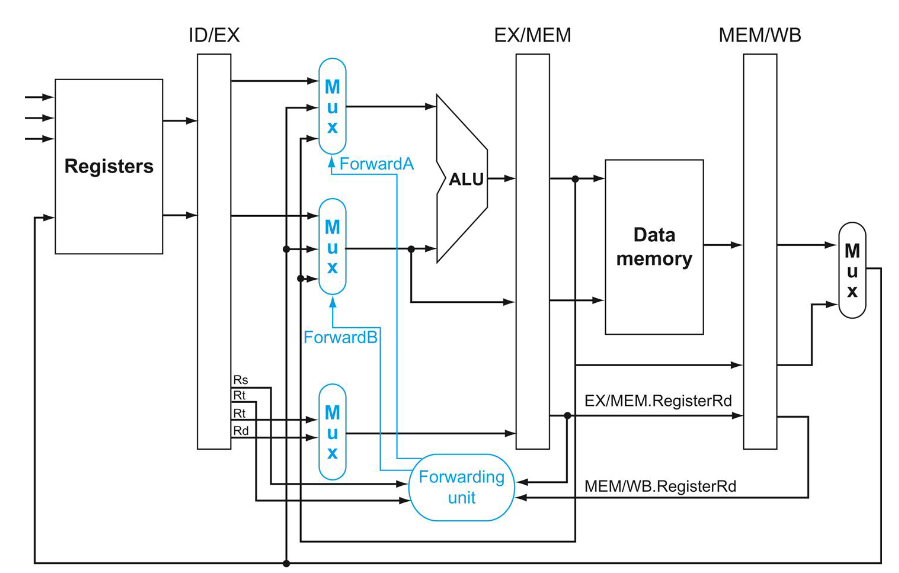 ID/EX
EX/MEM
MEM/WB
M
u
x
Registers
ForwardA
ALU
M
u
x
Data
memory
M
u
x
ForwardB
Rs
Rt
Rt
Rd
M
u
x
EX/MEM.RegisterRd
Forwarding
unit
MEM/WB.RegisterRd